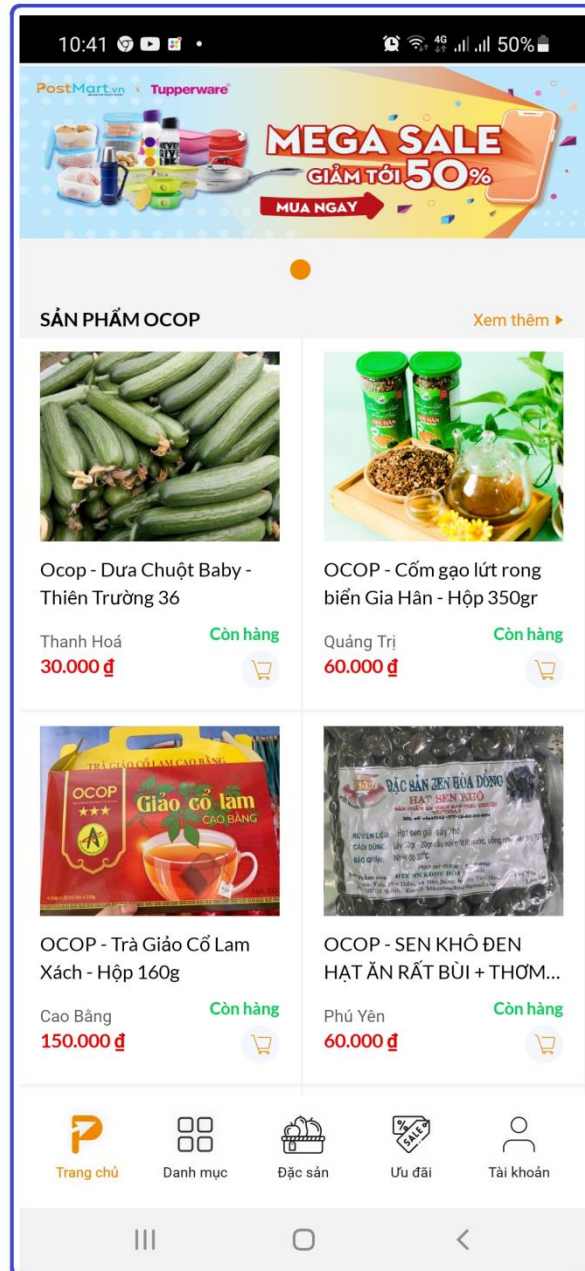 10:41
4G
50%
PostMart.vn x Tupperware
MEGA SALE
GIẢM TỚI 50%
MUA NGAY
SẢN PHẨM OCOP
Xem thêm
Ocop - Dưa Chuột Baby -
Thiên Trường 36
Thanh Hoá
Còn hàng
30.000 ₫
OCOP - Cốm gạo lứt rong
biển Gia Hân - Hộp 350gr
Quảng Trị
Còn hàng
60.000 ₫
TRÀ GIẢO CỔ LAM CAO BẰNG
OCOP
Giảo cổ lam
CAO BẰNG
ĐẶC SẢN SEN HÒA ĐỒNG
HẠT SEN KHÔ
OCOP - Trà Giảo Cổ Lam
Xách - Hộp 160g
Cao Bằng
Còn hàng
150.000 ₫
OCOP - SEN KHÔ ĐEN
HẠT ĂN RẤT BÙI + THƠM...
Phú Yên
Còn hàng
60.000 ₫
Trang chủ
Danh mục
Đặc sản
SALE
Ưu đãi
Tài khoản